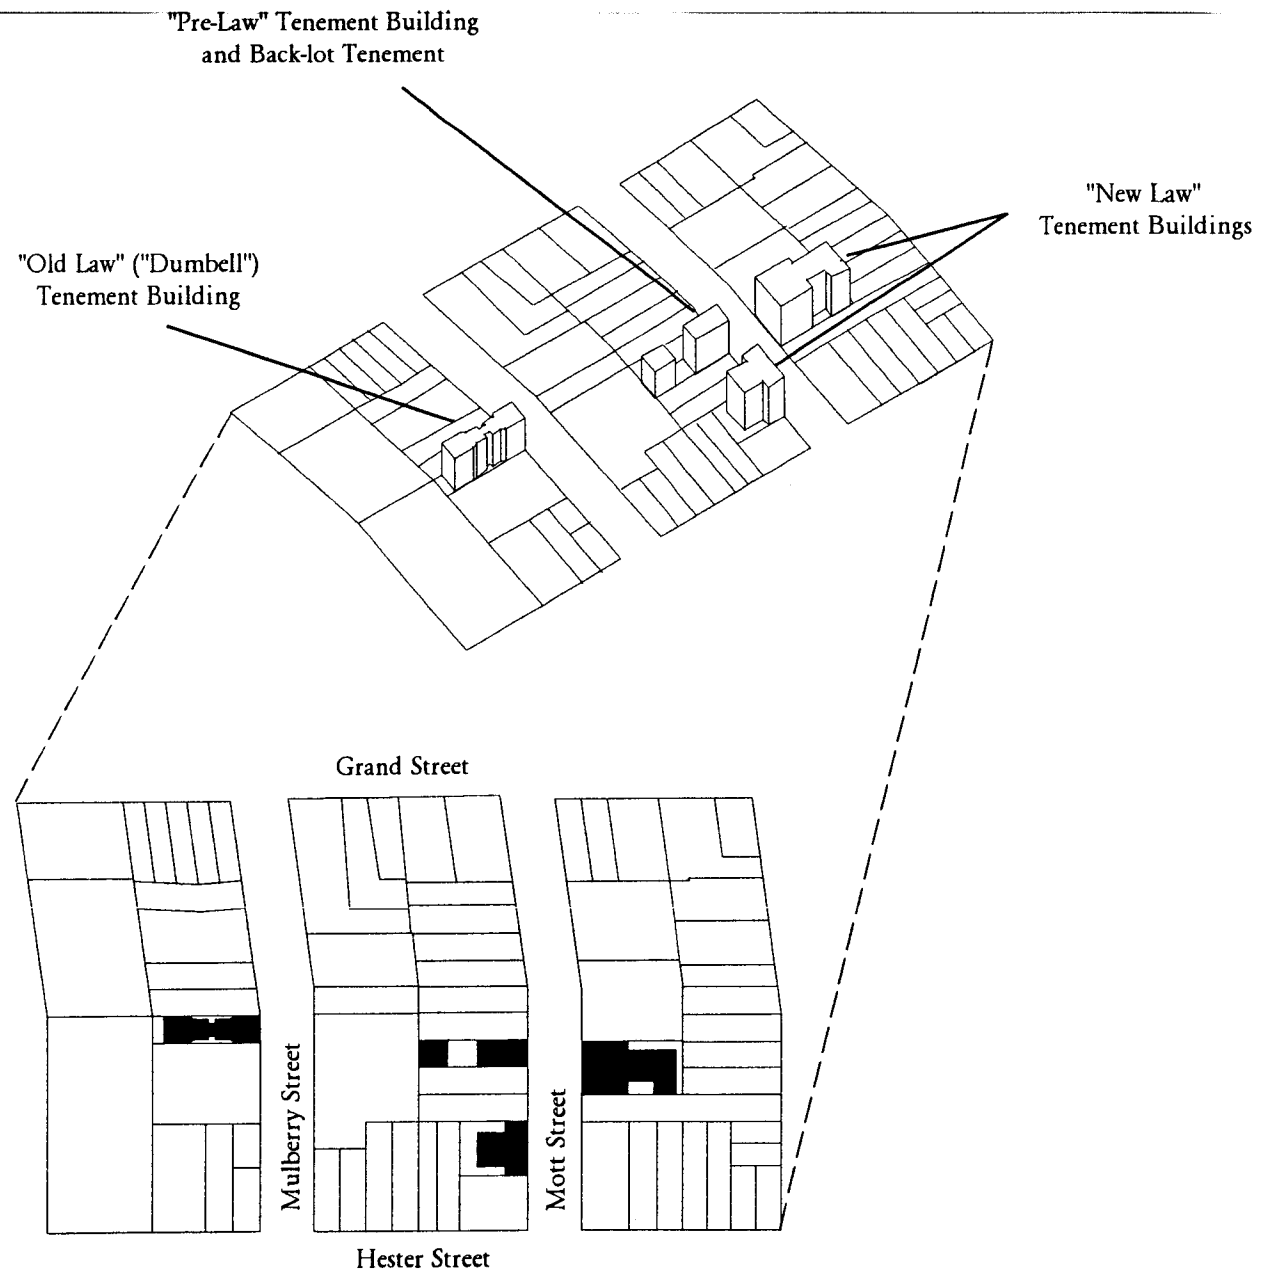 "Pre-Law" Tenement Building
and Back-lot Tenement
"New Law"
Tenement Buildings
"Old Law" ("Dumbell")
Tenement Building
Grand Street
Mulberry Street
Mott Street
Hester Street